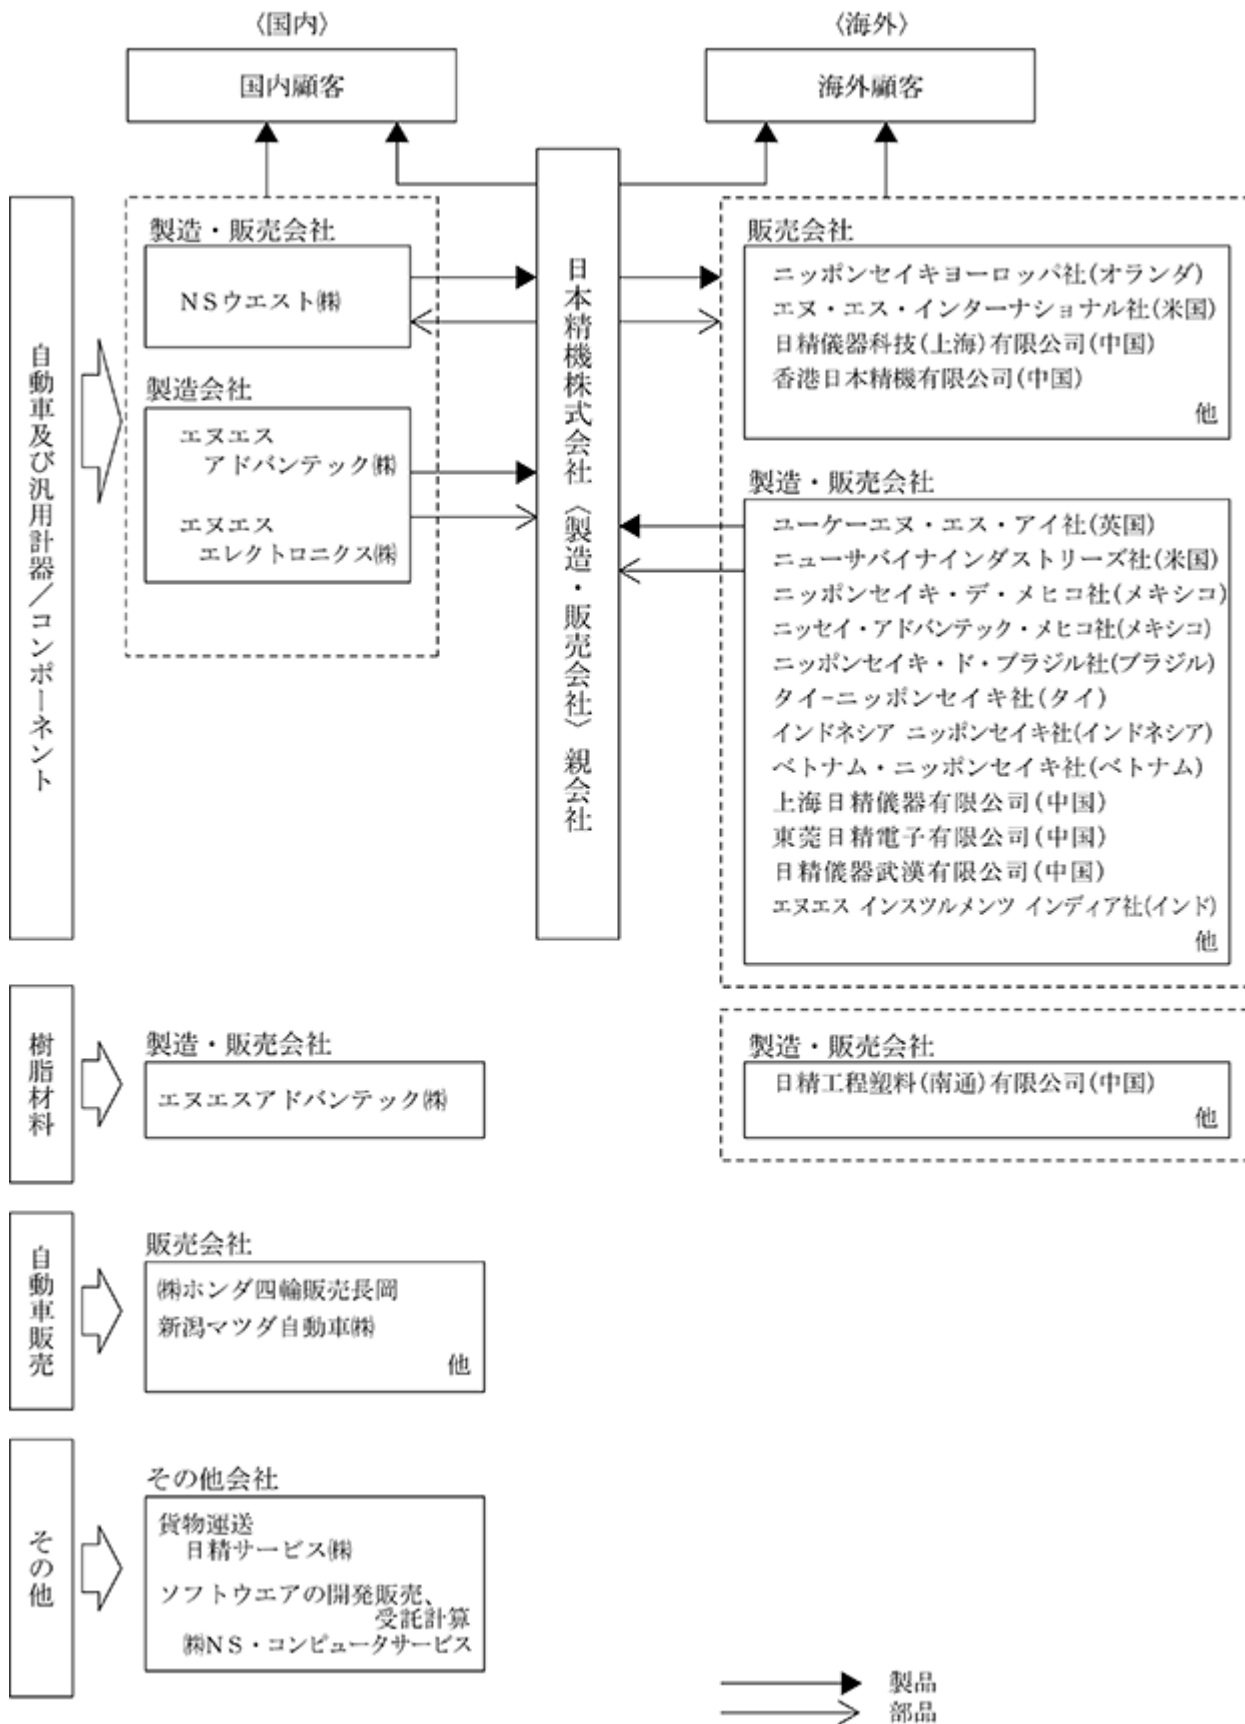 〈国内〉
〈海外〉
国内顧客
海外顧客
自動車及び汎用計器／コンポーネント
製造・販売会社
NSウエスト㈱
製造会社
エヌエス
アドバンテック㈱
エヌエス
エレクトロニクス㈱
日本精機株式会社〈製造・販売会社〉親会社
販売会社
ニッポンセイキヨーロッパ社(オランダ)
エヌ・エス・インターナショナル社(米国)
日精儀器科技(上海)有限公司(中国)
香港日本精機有限公司(中国)
他
製造・販売会社
ユーケーエヌ・エス・アイ社(英国)
ニューサバイナインダストリーズ社(米国)
ニッポンセイキ・デ・メヒコ社(メキシコ)
ニッセイ・アドバンテック・メヒコ社(メキシコ)
ニッポンセイキ・ド・ブラジル社(ブラジル)
タイ-ニッポンセイキ社(タイ)
インドネシア ニッポンセイキ社(インドネシア)
ベトナム・ニッポンセイキ社(ベトナム)
上海日精儀器有限公司(中国)
東莞日精電子有限公司(中国)
日精儀器武漢有限公司(中国)
エヌエス インスツルメンツ インディア社(インド)
他
樹脂材料
製造・販売会社
エヌエスアドバンテック㈱
製造・販売会社
日精工程塑料(南通)有限公司(中国)
他
自動車販売
販売会社
㈱ホンダ四輪販売長岡
新潟マツダ自動車㈱
他
その他
その他会社
貨物運送
日精サービス㈱
ソフトウエアの開発販売、
受託計算
㈱NS・コンピュータサービス
製品
部品